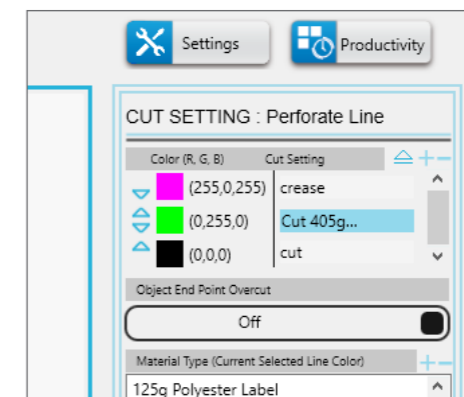 Settings Productivity
CUT SETTING : Perforate Line
Color (R, G, B) Cut Setting
(255,0,255) crease
(0,255,0) Cut 405g...
(0,0,0) cut
Object End Point Overcut
Off
Material Type (Current Selected Line Color)
125g Polyester Label